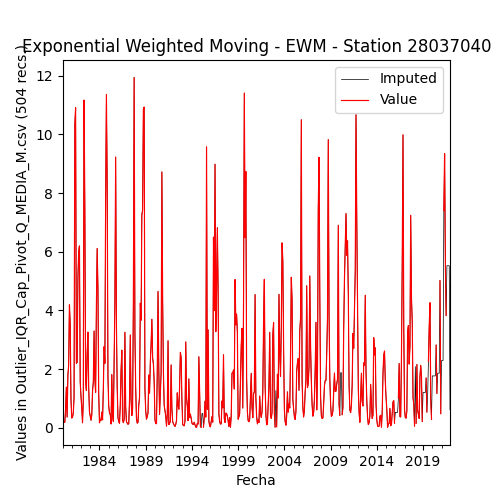 Exponential Weighted Moving - EWM - Station 28037040
Values in Outlier_IQR_Cap_Pivot_Q_MEDIA_M.csv (504 recs.)
12
10
8
6
4
2
0
Imputed
Value
1984 1989 1994 1999 2004 2009 2014 2019
Fecha